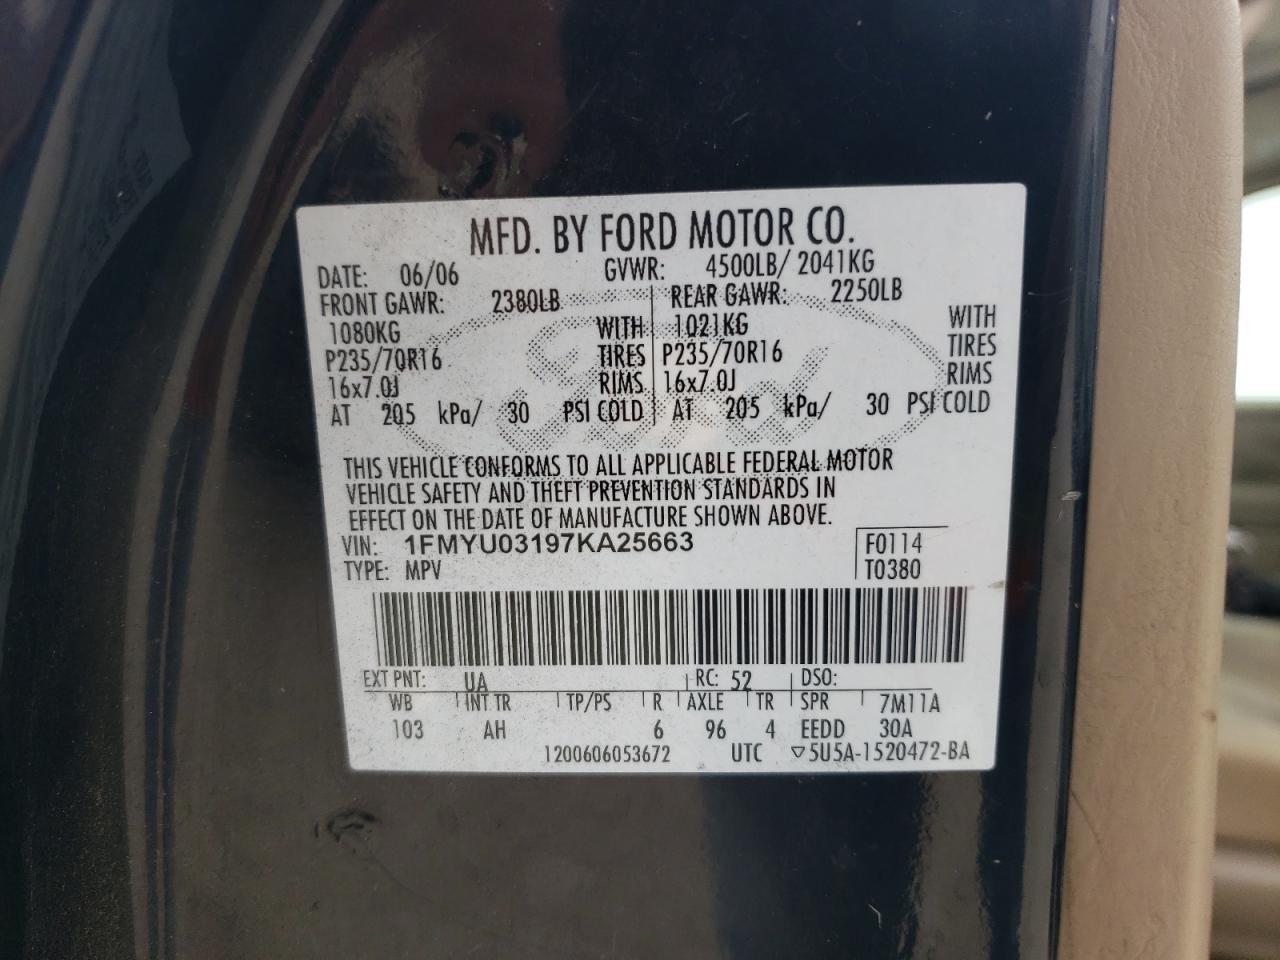 MFD. BY FORD MOTOR CO.
DATE: 06/06 GVWR: 4500LB/ 2041KG
FRONT GAWR: 2380LB REAR GAWR: 2250LB
1080KG WITH 1021KG WITH
P235/70R16 TIRES P235/70R16 TIRES
16x7.0J RIMS 16x7.0J RIMS
AT 205 kPa/ 30 PSI COLD AT 205 kPa/ 30 PSI COLD
THIS VEHICLE CONFORMS TO ALL APPLICABLE FEDERAL MOTOR
VEHICLE SAFETY AND THEFT PREVENTION STANDARDS IN
EFFECT ON THE DATE OF MANUFACTURE SHOWN ABOVE.
VIN: 1FMYU03197KA25663 F0114
TYPE: MPV T0380
EXT PNT: UA RC: 52 DSO:
WB INT TR TP/PS R AXLE TR SPR 7M11A
103 AH 6 96 4 EEDD 30A
1200606053672 UTC ▽5U5A-1520472-BA